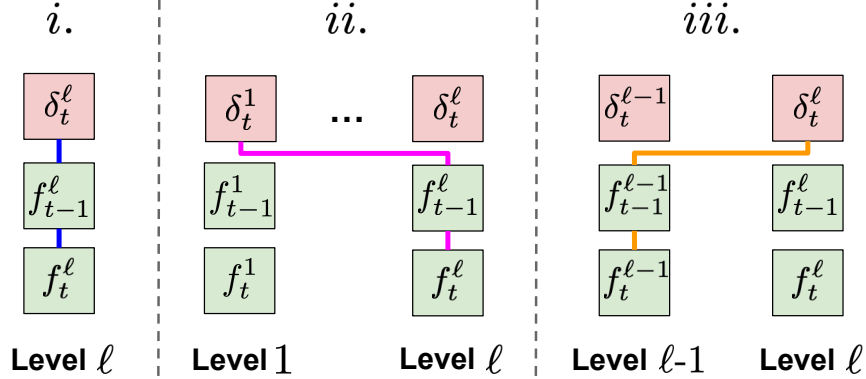 i. ii. iii.
δ_t^ℓ δ_t^1 ... δ_t^ℓ δ_t^{ℓ-1} δ_t^ℓ
f_{t-1}^ℓ f_{t-1}^1 f_{t-1}^ℓ f_{t-1}^{ℓ-1} f_{t-1}^ℓ
f_t^ℓ f_t^1 f_t^ℓ f_t^{ℓ-1} f_t^ℓ
Level ℓ Level 1 Level ℓ Level ℓ-1 Level ℓ